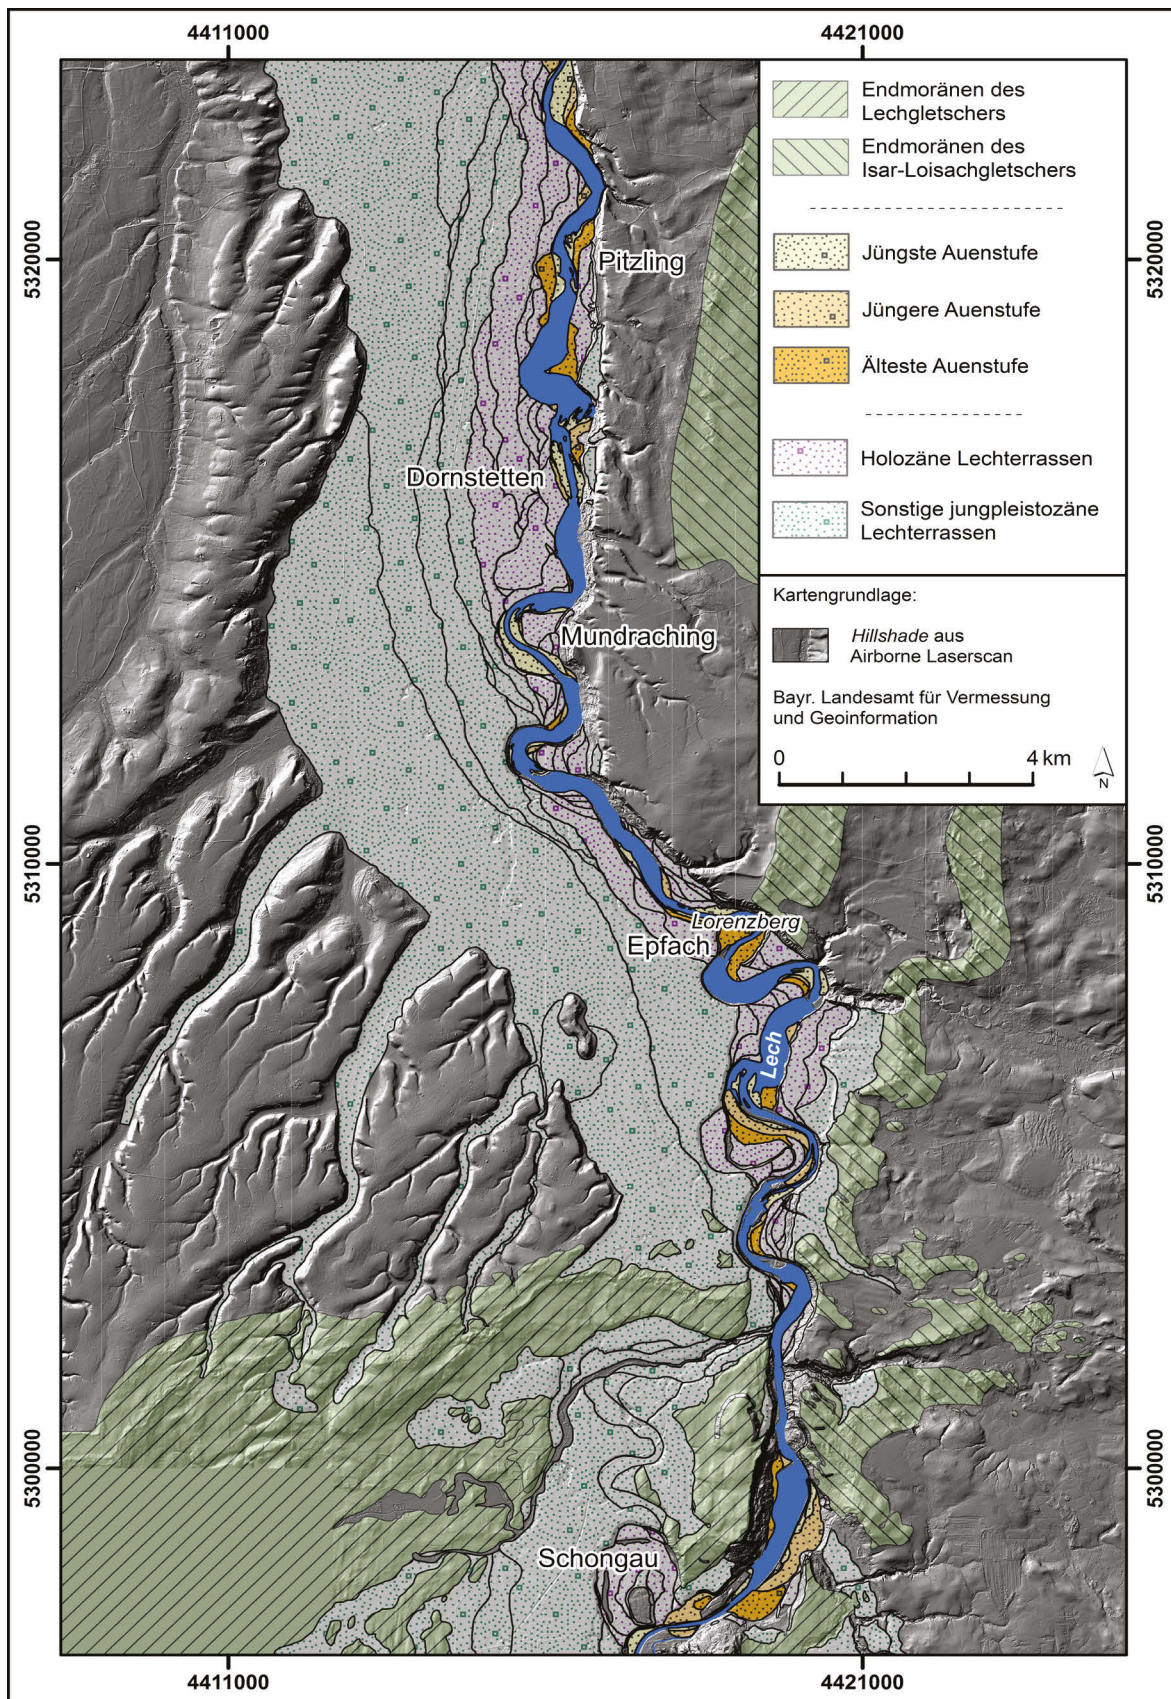 4411000
4421000
Endmoränen des
Lechgletschers
Endmoränen des
Isar-Loisachgletschers
Jüngste Auenstufe
Jüngere Auenstufe
Älteste Auenstufe
Holozäne Lechterrassen
Sonstige jungpleistozäne
Lechterrassen
Kartengrundlage:
Hillshade aus
Airborne Laserscan
Bayr. Landesamt für Vermessung
und Geoinformation
0 4 km
N
5320000
5320000
Pitzling
Dornstetten
Mundraching
5310000
5310000
Lorenzberg
Epfach
Lech
5300000
5300000
Schongau
4411000
4421000